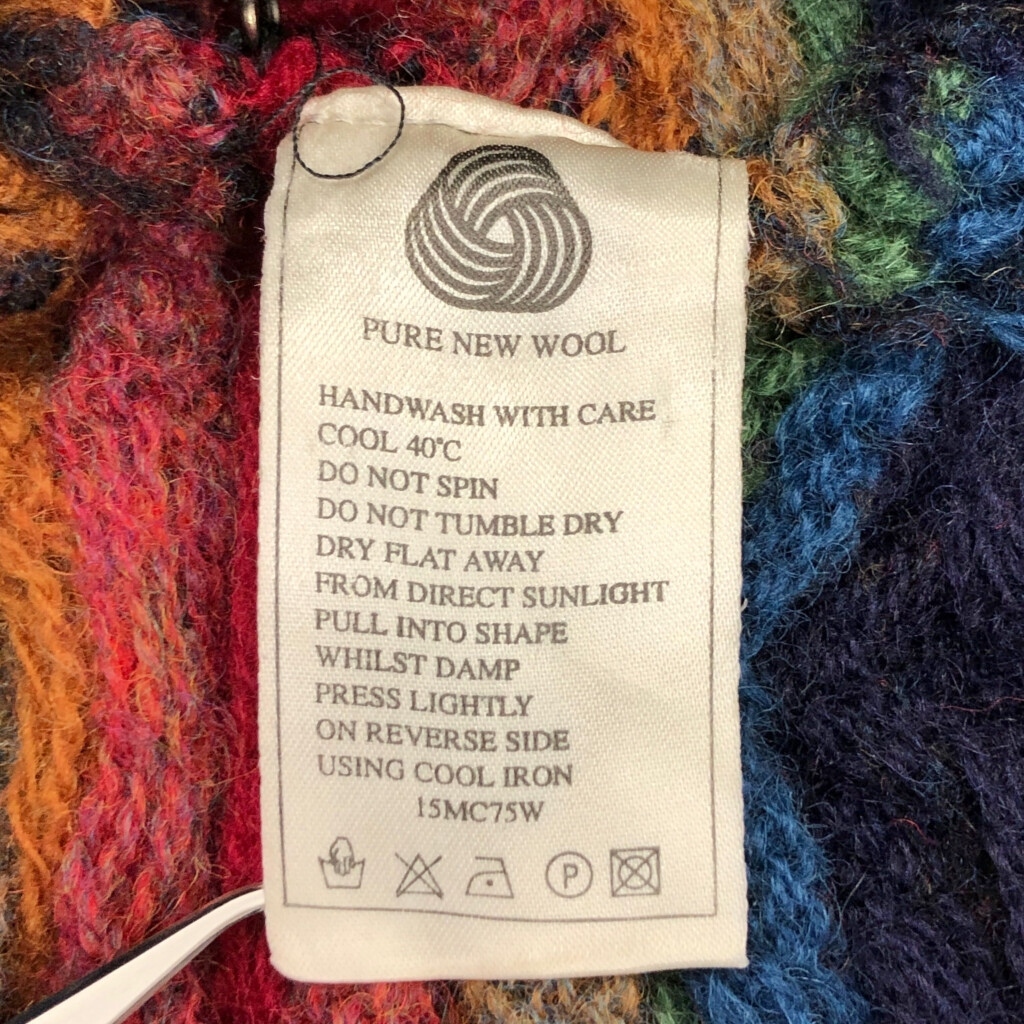 PURE NEW WOOL
HANDWASH WITH CARE
COOL 40°C
DO NOT SPIN
DO NOT TUMBLE DRY
DRY FLAT AWAY
FROM DIRECT SUNLIGHT
PULL INTO SHAPE
WHILST DAMP
PRESS LIGHTLY
ON REVERSE SIDE
USING COOL IRON
15MC75W
P